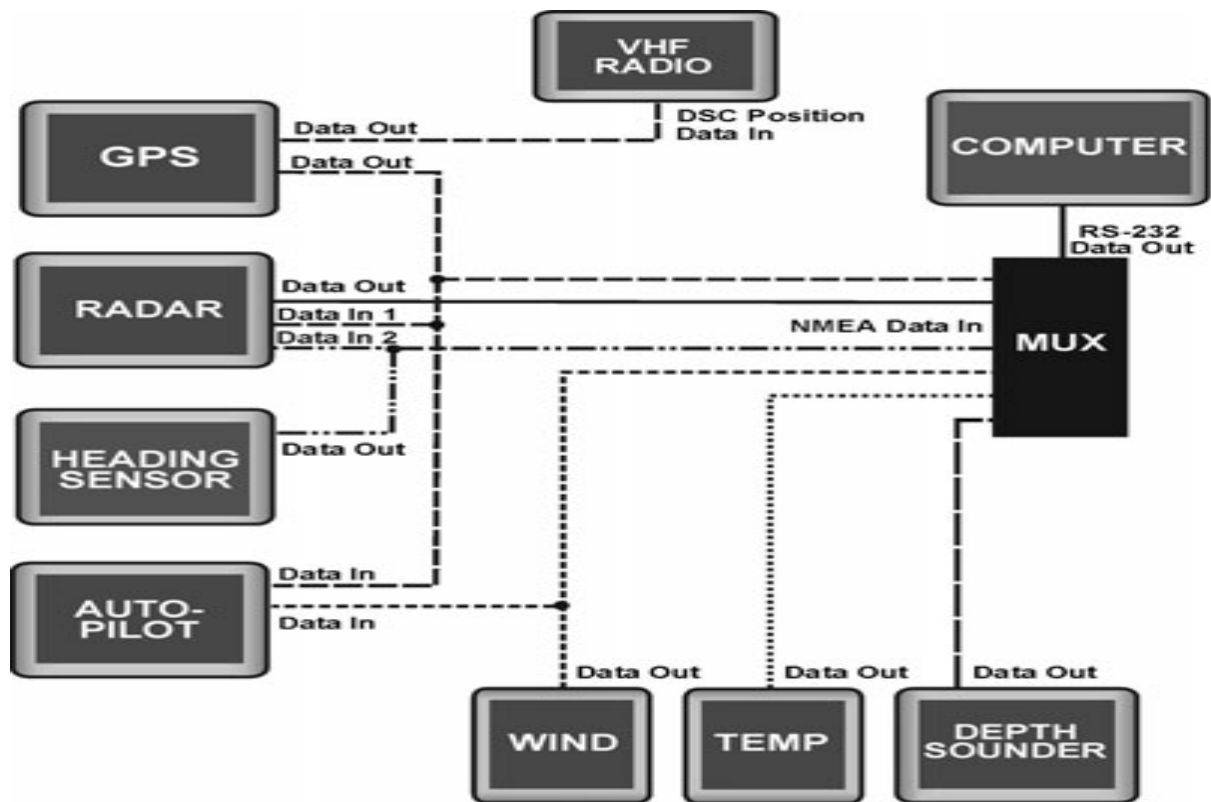 VHF
RADIO
DSC Position
Data In
GPS
Data Out
Data Out
COMPUTER
RS-232
Data Out
RADAR
Data Out
Data In 1
Data In 2
NMEA Data In
MUX
HEADING
SENSOR
Data Out
AUTO-
PILOT
Data In
Data In
Data Out
WIND
Data Out
TEMP
Data Out
DEPTH
SOUNDER